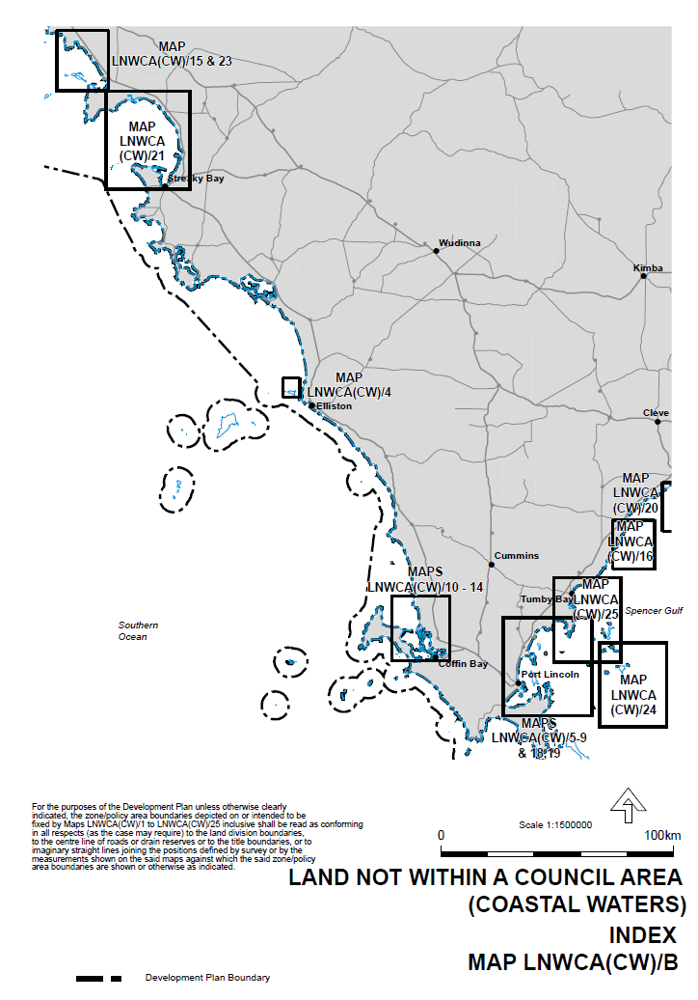 MAP
LNWCA(CW)/15 & 23
MAP
LNWCA
(CW)/21
Streaky Bay
Wudinna
Kimba
MAP
LNWCA(CW)/4
Elliston
Cleve
MAP
LNWCA
(CW)/20
MAP
LNWCA
(CW)/16
Cummins
MAPS
LNWCA(CW)/10 - 14
MAP
LNWCA
(CW)/25
Tumby Bay
Spencer Gulf
Southern
Ocean
Coffin Bay
Port Lincoln
MAP
LNWCA
(CW)/24
MAPS
LNWCA(CW)/5-9
& 18,19
For the purposes of the Development Plan unless otherwise clearly
indicated, the zone/policy area boundaries depicted on or intended to be
fixed by Maps LNWCA(CW)/1 to LNWCA(CW)/25 inclusive shall be read as conforming
in all respects (as the case may require) to the land division boundaries,
to the centre line of roads or drain reserves or to the title boundaries, or to
imaginary straight lines joining the positions defined by survey or by the
measurements shown on the said maps against which the said zone/policy
area boundaries are shown or otherwise as indicated.
Scale 1:1500000
0 100km
LAND NOT WITHIN A COUNCIL AREA
(COASTAL WATERS)
INDEX
MAP LNWCA(CW)/B
Development Plan Boundary